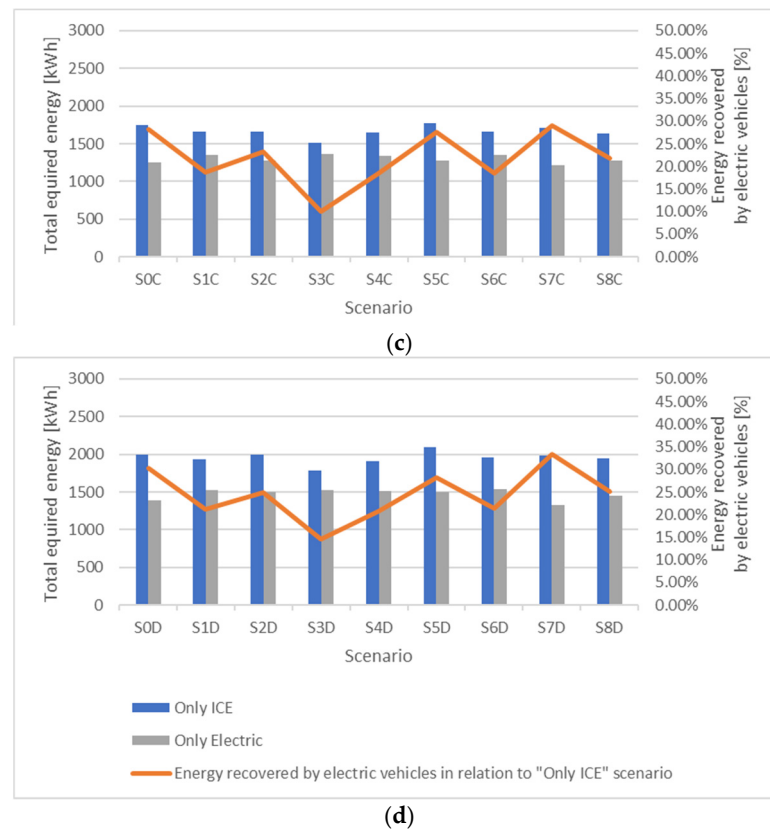 Total equired energy [kWh]
3000
2500
2000
1500
1000
500
0
50.00%
45.00%
40.00%
35.00%
30.00%
25.00%
20.00%
15.00%
10.00%
5.00%
0.00%
Energy recovered
by electric vehicles [%]
S0C S1C S2C S3C S4C S5C S6C S7C S8C
Scenario
(c)
Total equired energy [kWh]
3000
2500
2000
1500
1000
500
0
50.00%
45.00%
40.00%
35.00%
30.00%
25.00%
20.00%
15.00%
10.00%
5.00%
0.00%
Energy recovered
by electric vehicles [%]
S0D S1D S2D S3D S4D S5D S6D S7D S8D
Scenario
Only ICE
Only Electric
Energy recovered by electric vehicles in relation to "Only ICE" scenario
(d)